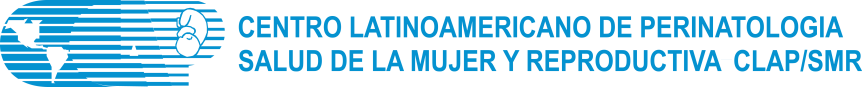 CENTRO LATINOAMERICANO DE PERINATOLOGIA
SALUD DE LA MUJER Y REPRODUCTIVA CLAP/SMR